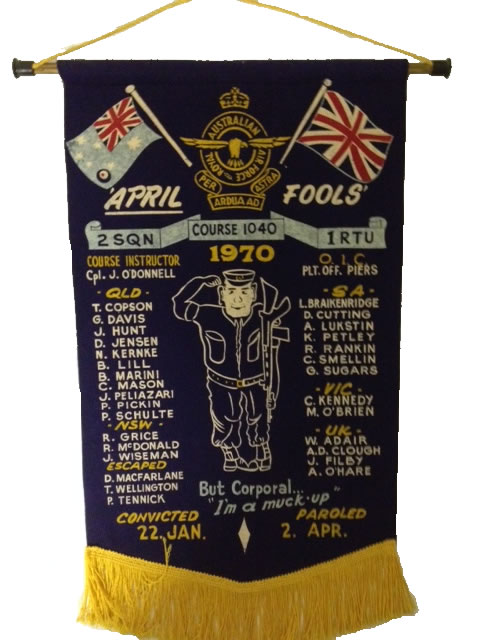 ROYAL AUSTRALIAN AIR FORCE
PER ARDUA AD ASTRA
'APRIL FOOLS'
2 SQN COURSE 1040 1 RTU
1970
COURSE INSTRUCTOR
Cpl. J. O'DONNELL
- QLD -
T. COPSON
G. DAVIS
J. HUNT
D. JENSEN
N. KERNKE
B. LILL
B. MARINI
C. MASON
J. PELIAZARI
P. PICKIN
P. SCHULTE
- NSW -
R. GRICE
R. McDONALD
J. WISEMAN
ESCAPED
D. MACFARLANE
T. WELLINGTON
P. TENNICK
O. I. C.
PLT. OFF. PIERS
- SA -
L. BRAIKENRIDGE
D. CUTTING
A. LUKSTIN
K. PETLEY
R. RANKIN
C. SMELLIN
G. SUGARS
- VIC -
C. KENNEDY
M. O'BRIEN
- UK -
W. ADAIR
A.D. CLOUGH
J. FILBY
A. O'HARE
But Corporal...
"I'm a muck-up"
CONVICTED
22. JAN.
PAROLED
2. APR.